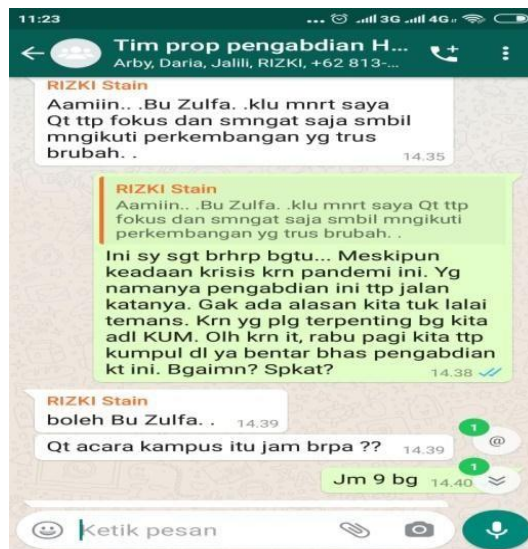 11:23
... 3G 4G
Tim prop pengabdian H...
Arby, Daria, Jalili, RIZKI, +62 813-...
RIZKI Stain
Aamiin.. .Bu Zulfa. .klu mnrt saya
Qt ttp fokus dan smngat saja smbil
mngikuti perkembangan yg trus
brubah. .
14.35
RIZKI Stain
Aamiin.. .Bu Zulfa. .klu mnrt saya Qt ttp
fokus dan smngat saja smbil mngikuti
perkembangan yg trus brubah. .
Ini sy sgt brhrp bgtu... Meskipun
keadaan krisis krn pandemi ini. Yg
namanya pengabdian ini ttp jalan
katanya. Gak ada alasan kita tuk lalai
temans. Krn yg plg terpenting bg kita
adl KUM. Olh krn it, rabu pagi kita ttp
kumpul dl ya bentar bhas pengabdian
kt ini. Bgaimn? Spkat?
14.38
RIZKI Stain
boleh Bu Zulfa. . 14.39
1
@
Qt acara kampus itu jam brpa ?? 14.39
1
Jm 9 bg 14.40
Ketik pesan